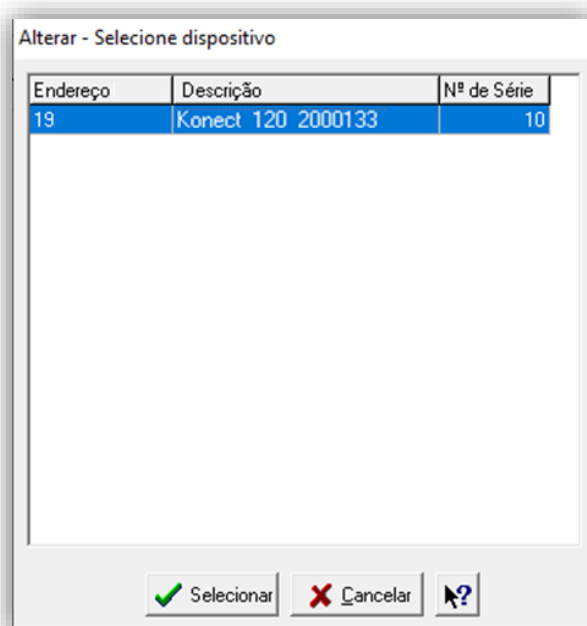 Alterar - Selecione dispositivo
Endereço Descrição Nº de Série
19 Konect 120 2000133 10
Selecionar Cancelar ?